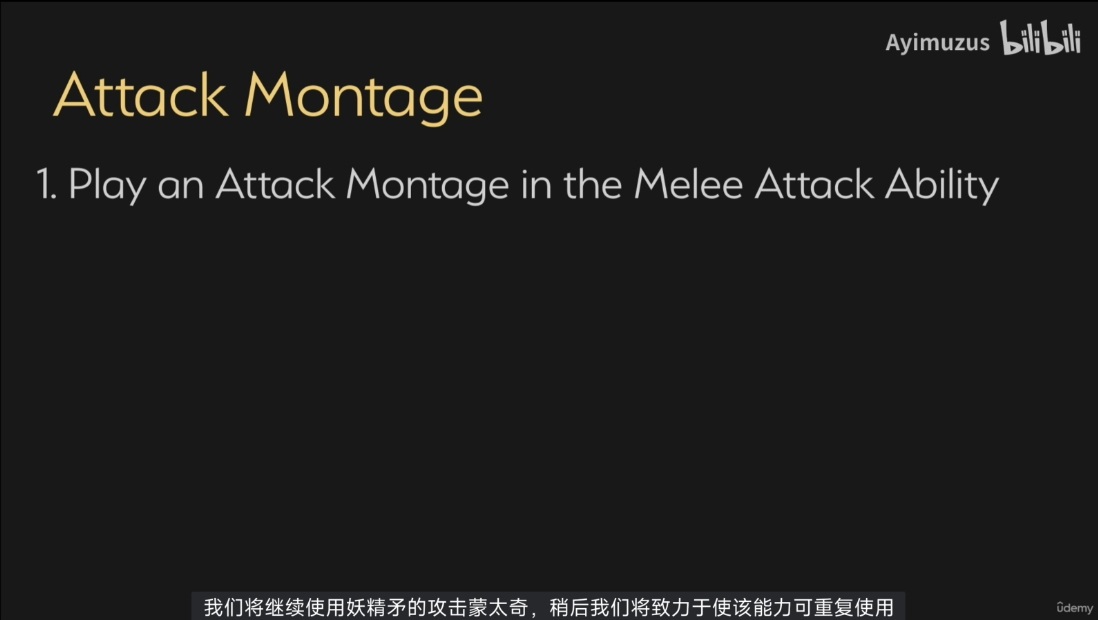 Ayimuzus bilibili
Attack Montage
1. Play an Attack Montage in the Melee Attack Ability
我们将继续使用妖精矛的攻击蒙太奇，稍后我们将致力于使该能力可重复使用
ûdemy